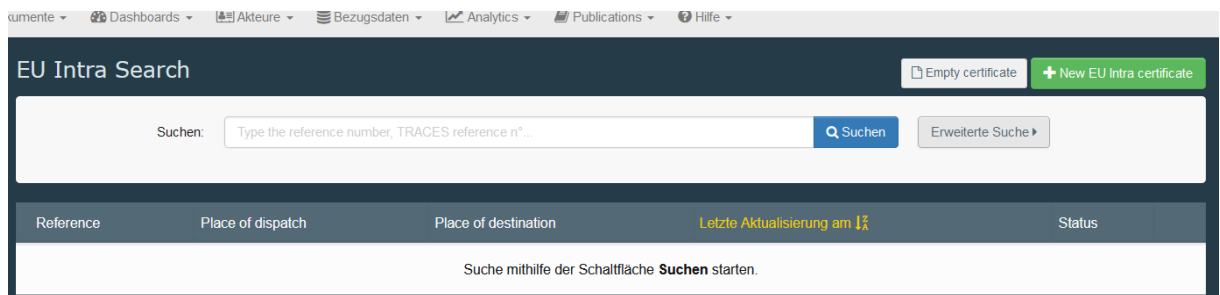 kumente Dashboards Akteure Bezugsdaten Analytics Publications Hilfe
EU Intra Search
Empty certificate New EU Intra certificate
Suchen: Type the reference number, TRACES reference n°... Suchen Erweiterte Suche
Reference Place of dispatch Place of destination Letzte Aktualisierung am Status
Suche mithilfe der Schaltfläche Suchen starten.